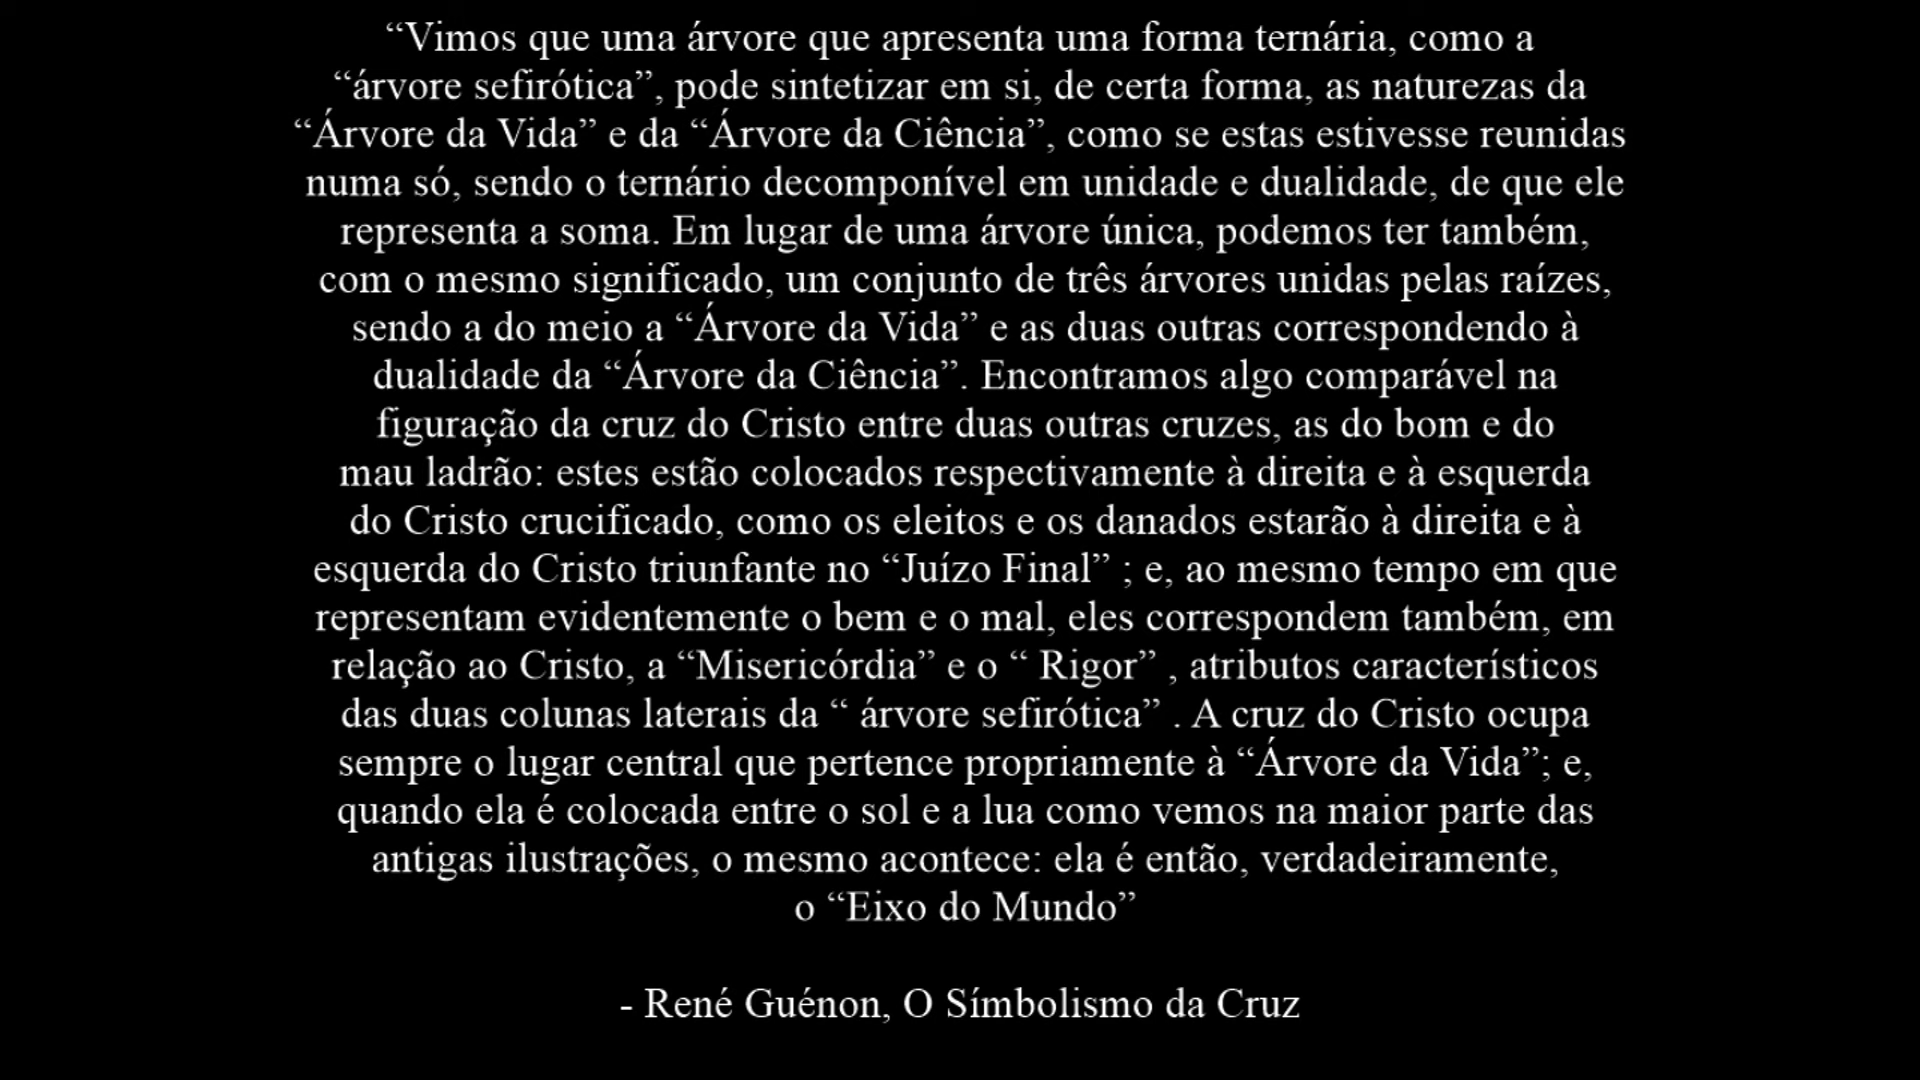 “Vimos que uma árvore que apresenta uma forma ternária, como a
“árvore sefirótica”, pode sintetizar em si, de certa forma, as naturezas da
“Árvore da Vida” e da “Árvore da Ciência”, como se estas estivesse reunidas
numa só, sendo o ternário decomponível em unidade e dualidade, de que ele
representa a soma. Em lugar de uma árvore única, podemos ter também,
com o mesmo significado, um conjunto de três árvores unidas pelas raízes,
sendo a do meio a “Árvore da Vida” e as duas outras correspondendo à
dualidade da “Árvore da Ciência”. Encontramos algo comparável na
figuração da cruz do Cristo entre duas outras cruzes, as do bom e do
mau ladrão: estes estão colocados respectivamente à direita e à esquerda
do Cristo crucificado, como os eleitos e os danados estarão à direita e à
esquerda do Cristo triunfante no “Juízo Final” ; e, ao mesmo tempo em que
representam evidentemente o bem e o mal, eles correspondem também, em
relação ao Cristo, a “Misericórdia” e o “ Rigor” , atributos característicos
das duas colunas laterais da “ árvore sefirótica” . A cruz do Cristo ocupa
sempre o lugar central que pertence propriamente à “Árvore da Vida”; e,
quando ela é colocada entre o sol e a lua como vemos na maior parte das
antigas ilustrações, o mesmo acontece: ela é então, verdadeiramente,
o “Eixo do Mundo”
- René Guénon, O Símbolismo da Cruz